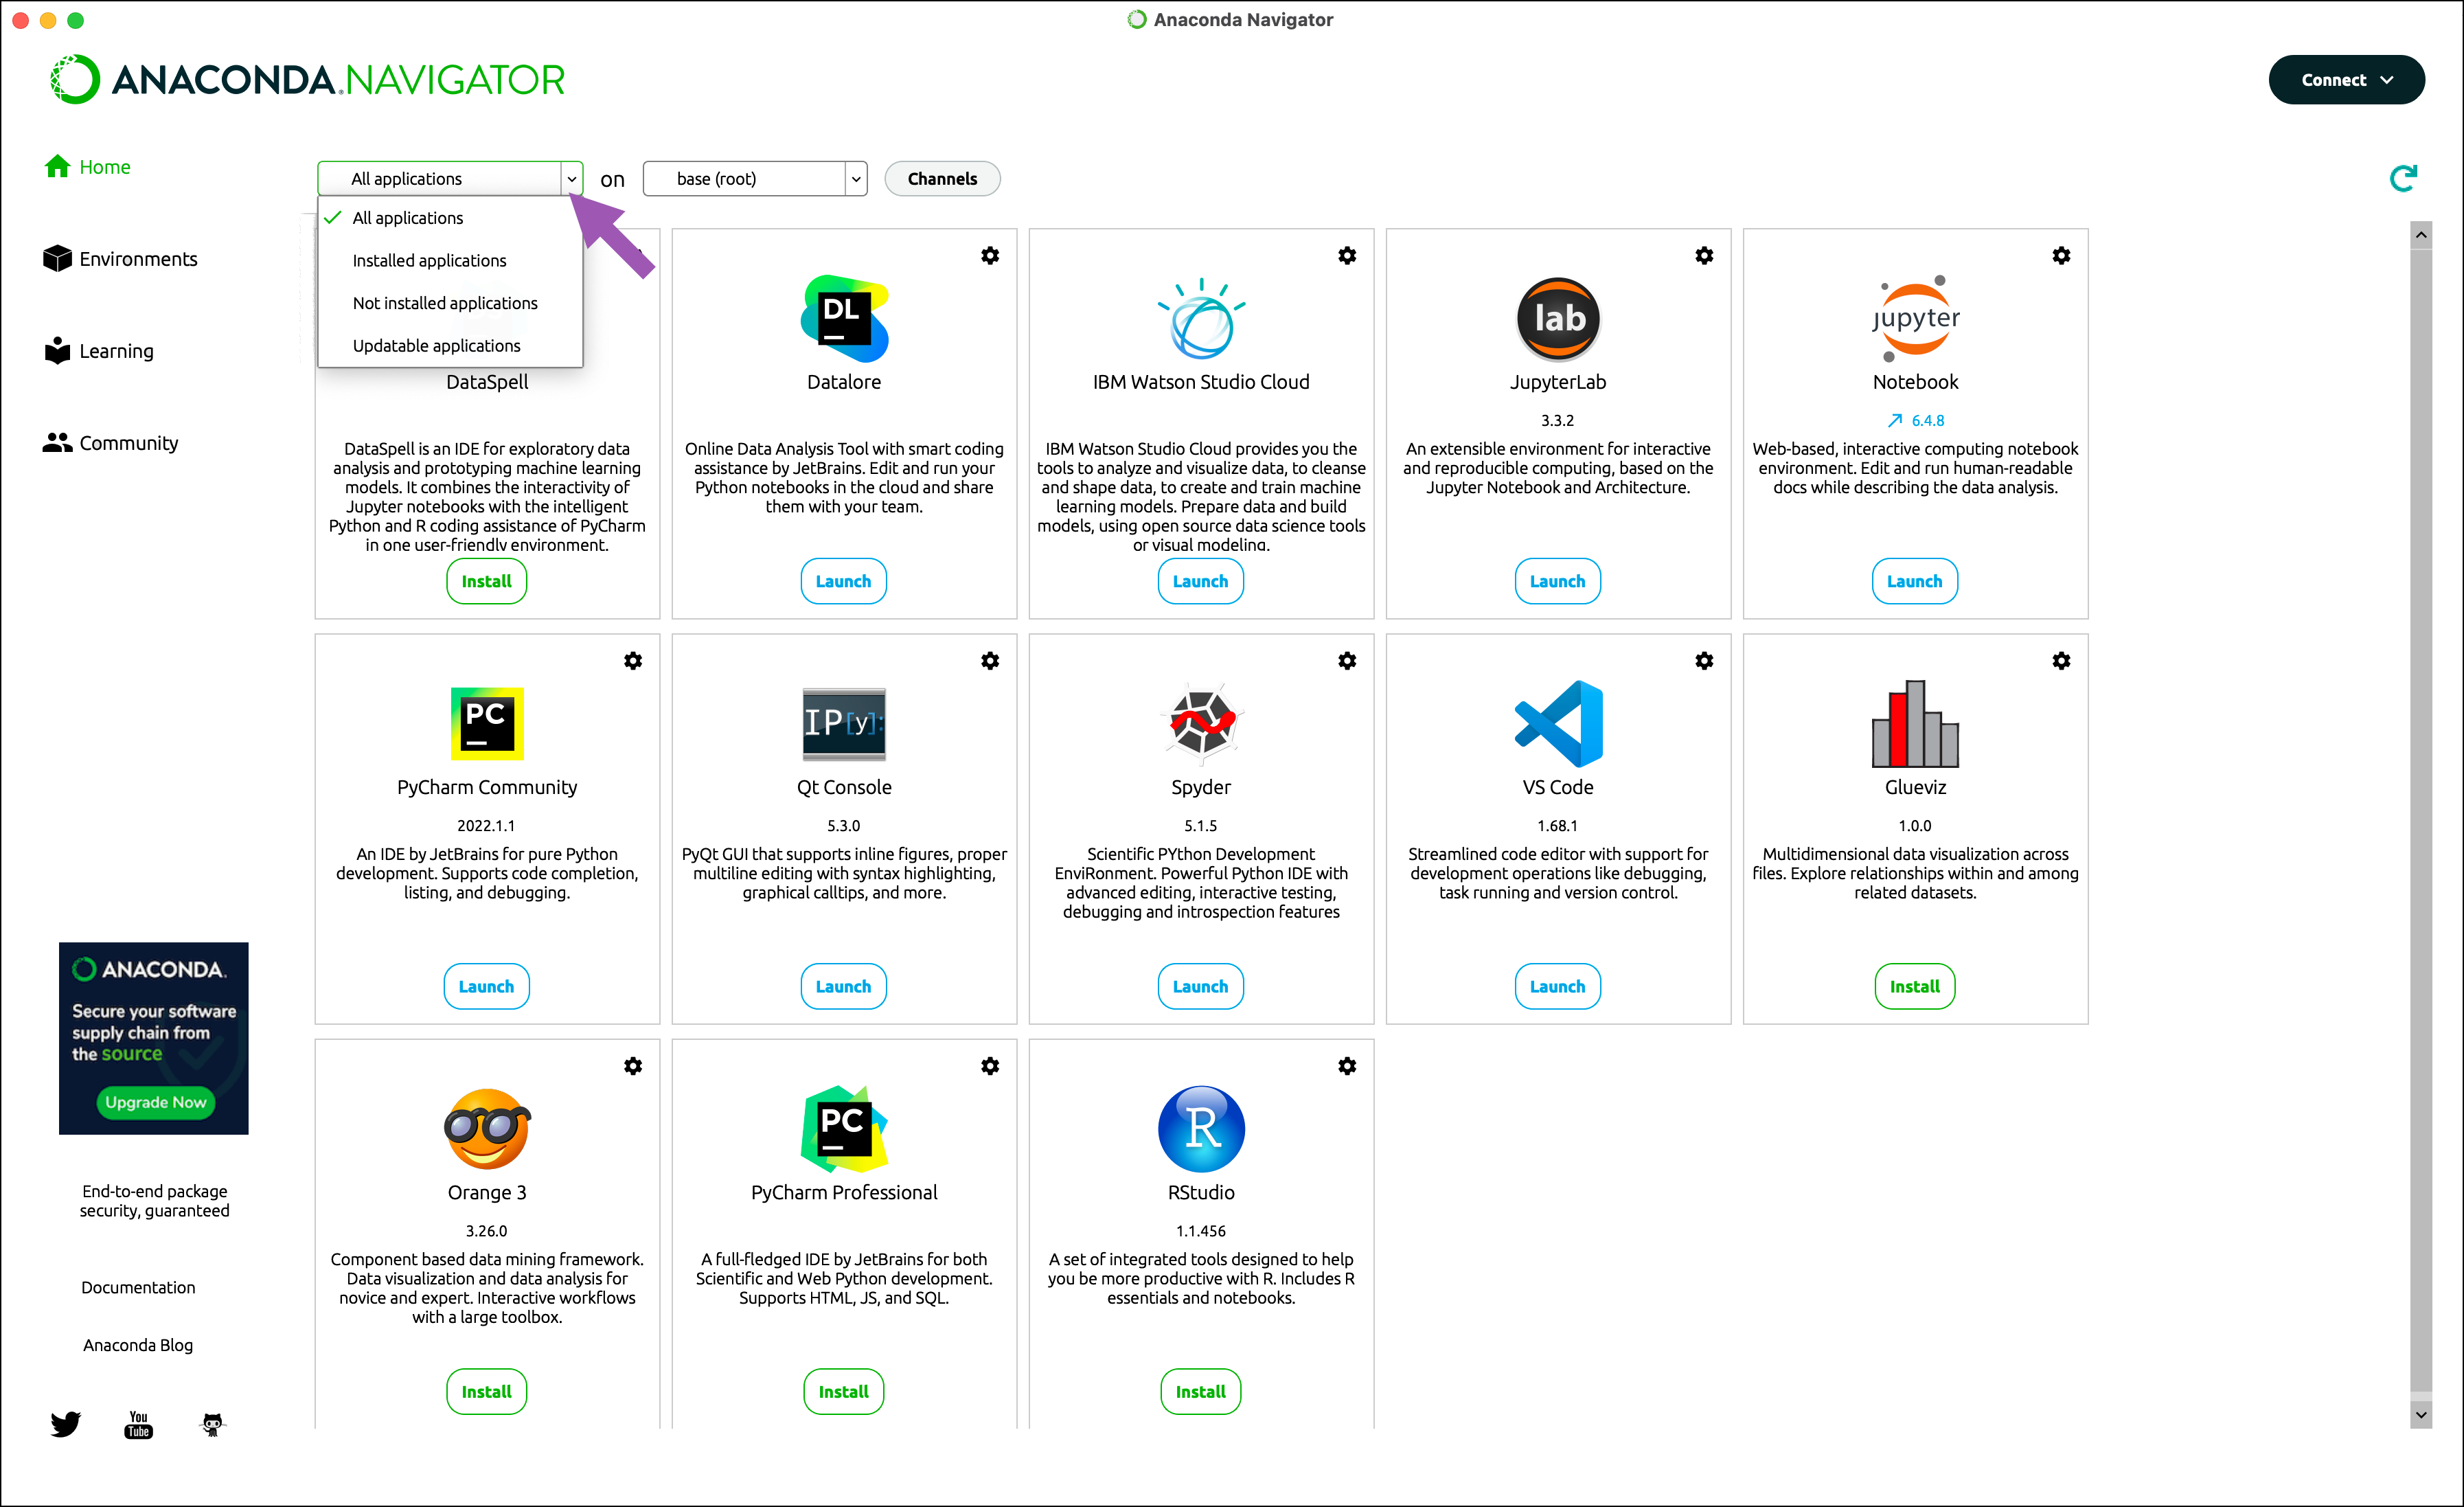 Anaconda Navigator
ANACONDA.NAVIGATOR
Connect
Home
Environments
Learning
Community
All applications
on
base (root)
Channels
All applications
Installed applications
Not installed applications
Updatable applications
DataSpell
DataSpell is an IDE for exploratory data
analysis and prototyping machine learning
models. It combines the interactivity of
Jupyter notebooks with the intelligent
Python and R coding assistance of PyCharm
in one user-friendly environment.
Install
DL
Datalore
Online Data Analysis Tool with smart coding
assistance by JetBrains. Edit and run your
Python notebooks in the cloud and share
them with your team.
Launch
IBM Watson Studio Cloud
IBM Watson Studio Cloud provides you the
tools to analyze and visualize data, to cleanse
and shape data, to create and train machine
learning models. Prepare data and build
models, using open source data science tools
or visual modeling.
Launch
lab
JupyterLab
3.3.2
An extensible environment for interactive
and reproducible computing, based on the
Jupyter Notebook and Architecture.
Launch
jupyter
Notebook
6.4.8
Web-based, interactive computing notebook
environment. Edit and run human-readable
docs while describing the data analysis.
Launch
PC
PyCharm Community
2022.1.1
An IDE by JetBrains for pure Python
development. Supports code completion,
listing, and debugging.
Launch
IP[y]:
Qt Console
5.3.0
PyQt GUI that supports inline figures, proper
multiline editing with syntax highlighting,
graphical calltips, and more.
Launch
Spyder
5.1.5
Scientific PYthon Development
EnviRonment. Powerful Python IDE with
advanced editing, interactive testing,
debugging and introspection features
Launch
VS Code
1.68.1
Streamlined code editor with support for
development operations like debugging,
task running and version control.
Launch
Glueviz
1.0.0
Multidimensional data visualization across
files. Explore relationships within and among
related datasets.
Install
Orange 3
3.26.0
Component based data mining framework.
Data visualization and data analysis for
novice and expert. Interactive workflows
with a large toolbox.
Install
PC
PyCharm Professional
A full-fledged IDE by JetBrains for both
Scientific and Web Python development.
Supports HTML, JS, and SQL.
Install
R
RStudio
1.1.456
A set of integrated tools designed to help
you be more productive with R. Includes R
essentials and notebooks.
Install
ANACONDA.
Secure your software
supply chain from
the source
Upgrade Now
End-to-end package
security, guaranteed
Documentation
Anaconda Blog
You
Tube